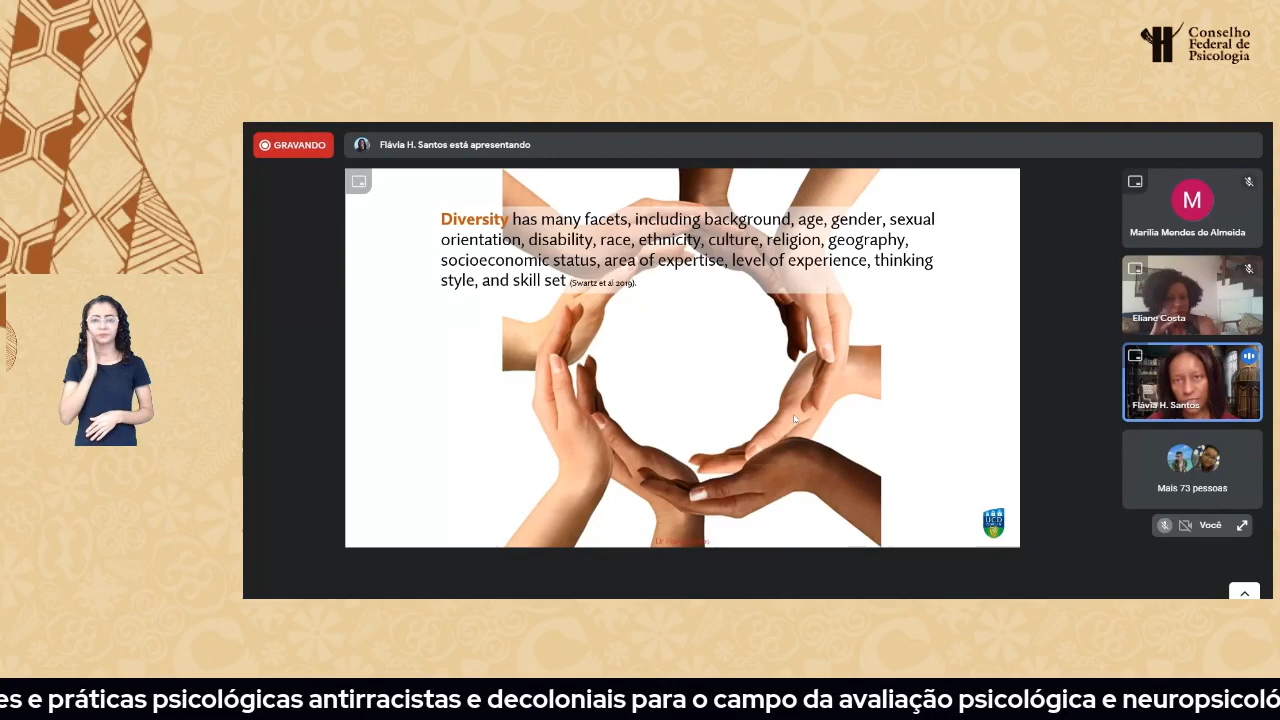 Conselho
Federal de
Psicologia
GRAVANDO
Flávia H. Santos está apresentando
Diversity has many facets, including background, age, gender, sexual
orientation, disability, race, ethnicity, culture, religion, geography,
socioeconomic status, area of expertise, level of experience, thinking
style, and skill set (Swartz et al 2019).
UCD
DUBLIN
Dr
M
Marília Mendes de Almeida
Eliane Costa
Flávia H. Santos
Mais 73 pessoas
Você
es e práticas psicológicas antirracistas e decoloniais para o campo da avaliação psicológica e neuropsicoló